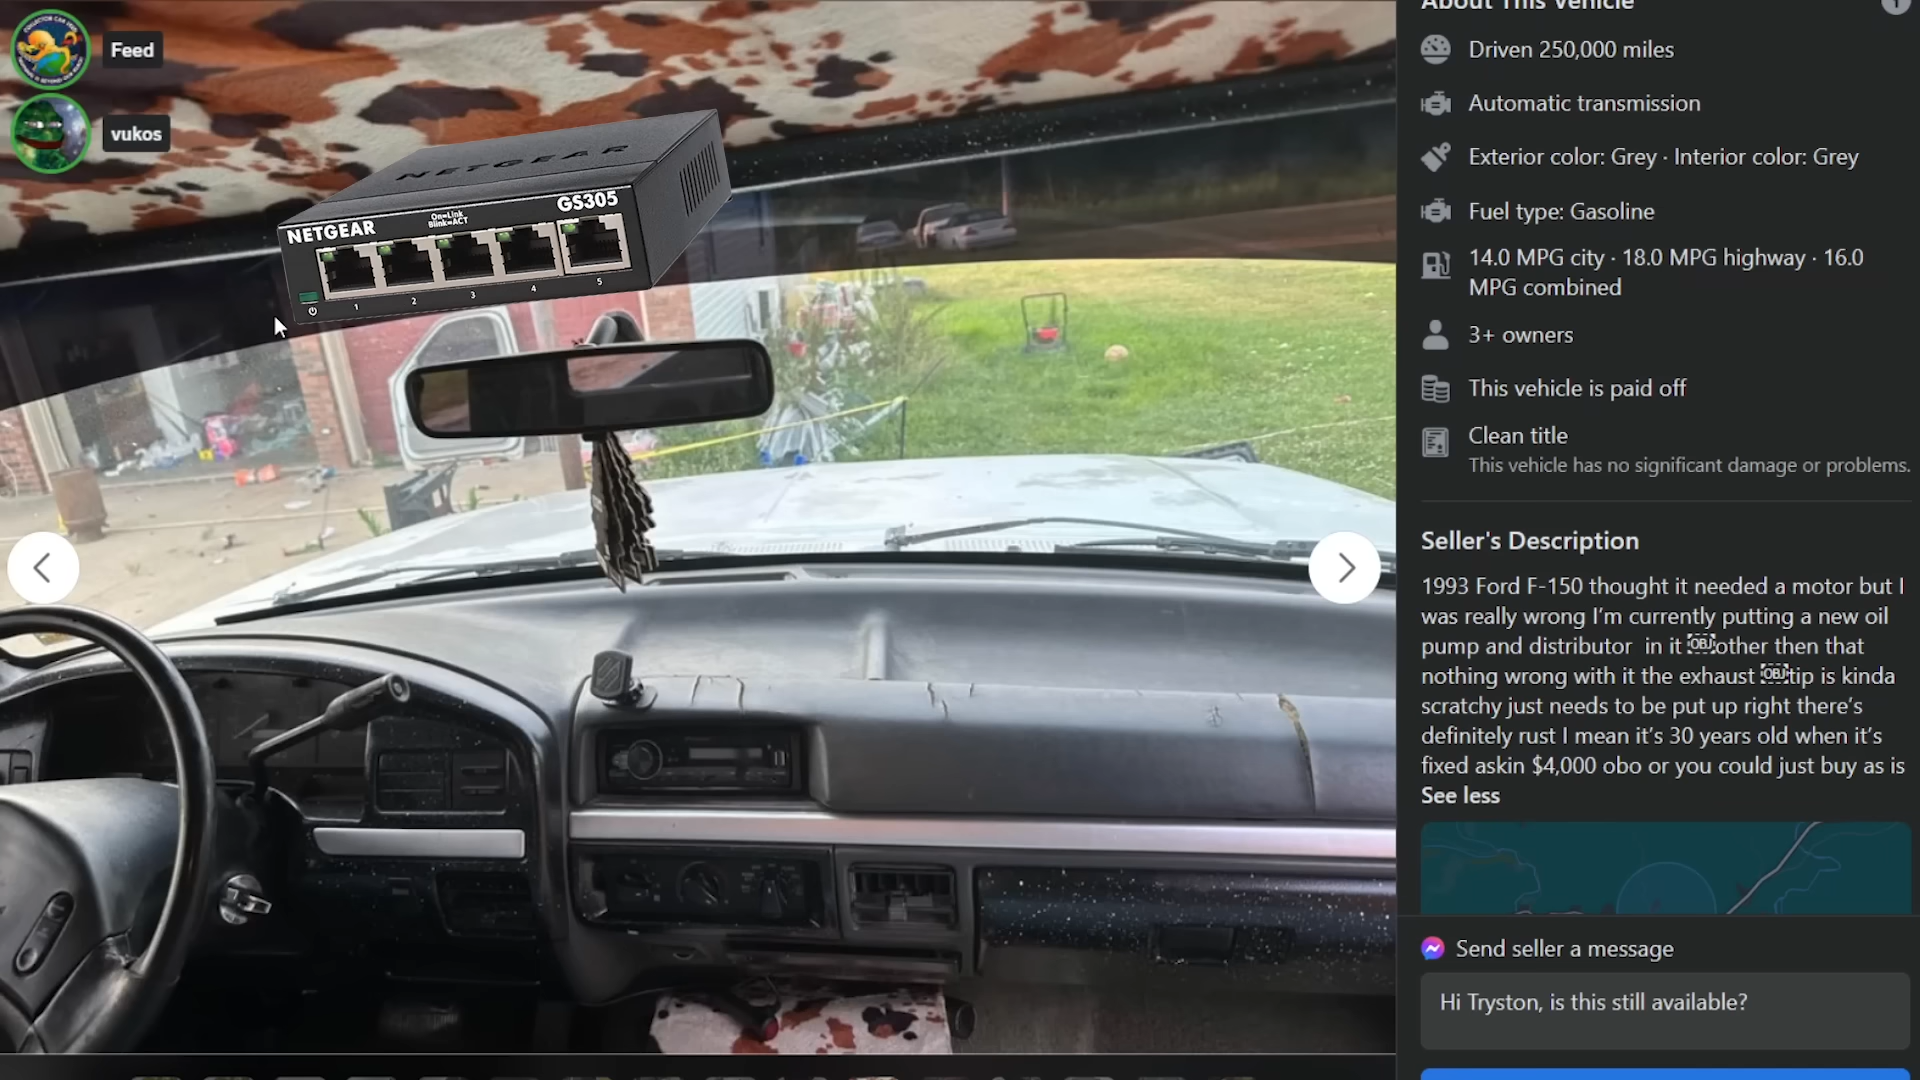 Feed
vukos
NETGEAR
NETGEAR
On=Link
Blink=ACT
GS305
1 2 3 4 5
About This Vehicle
Driven 250,000 miles
Automatic transmission
Exterior color: Grey · Interior color: Grey
Fuel type: Gasoline
14.0 MPG city · 18.0 MPG highway · 16.0
MPG combined
3+ owners
This vehicle is paid off
Clean title
This vehicle has no significant damage or problems.
Seller's Description
1993 Ford F-150 thought it needed a motor but I
was really wrong I’m currently putting a new oil
pump and distributor  in it OBJother then that
nothing wrong with it the exhaust OBJtip is kinda
scratchy just needs to be put up right there’s
definitely rust I mean it’s 30 years old when it’s
fixed askin $4,000 obo or you could just buy as is
See less
Send seller a message
Hi Tryston, is this still available?